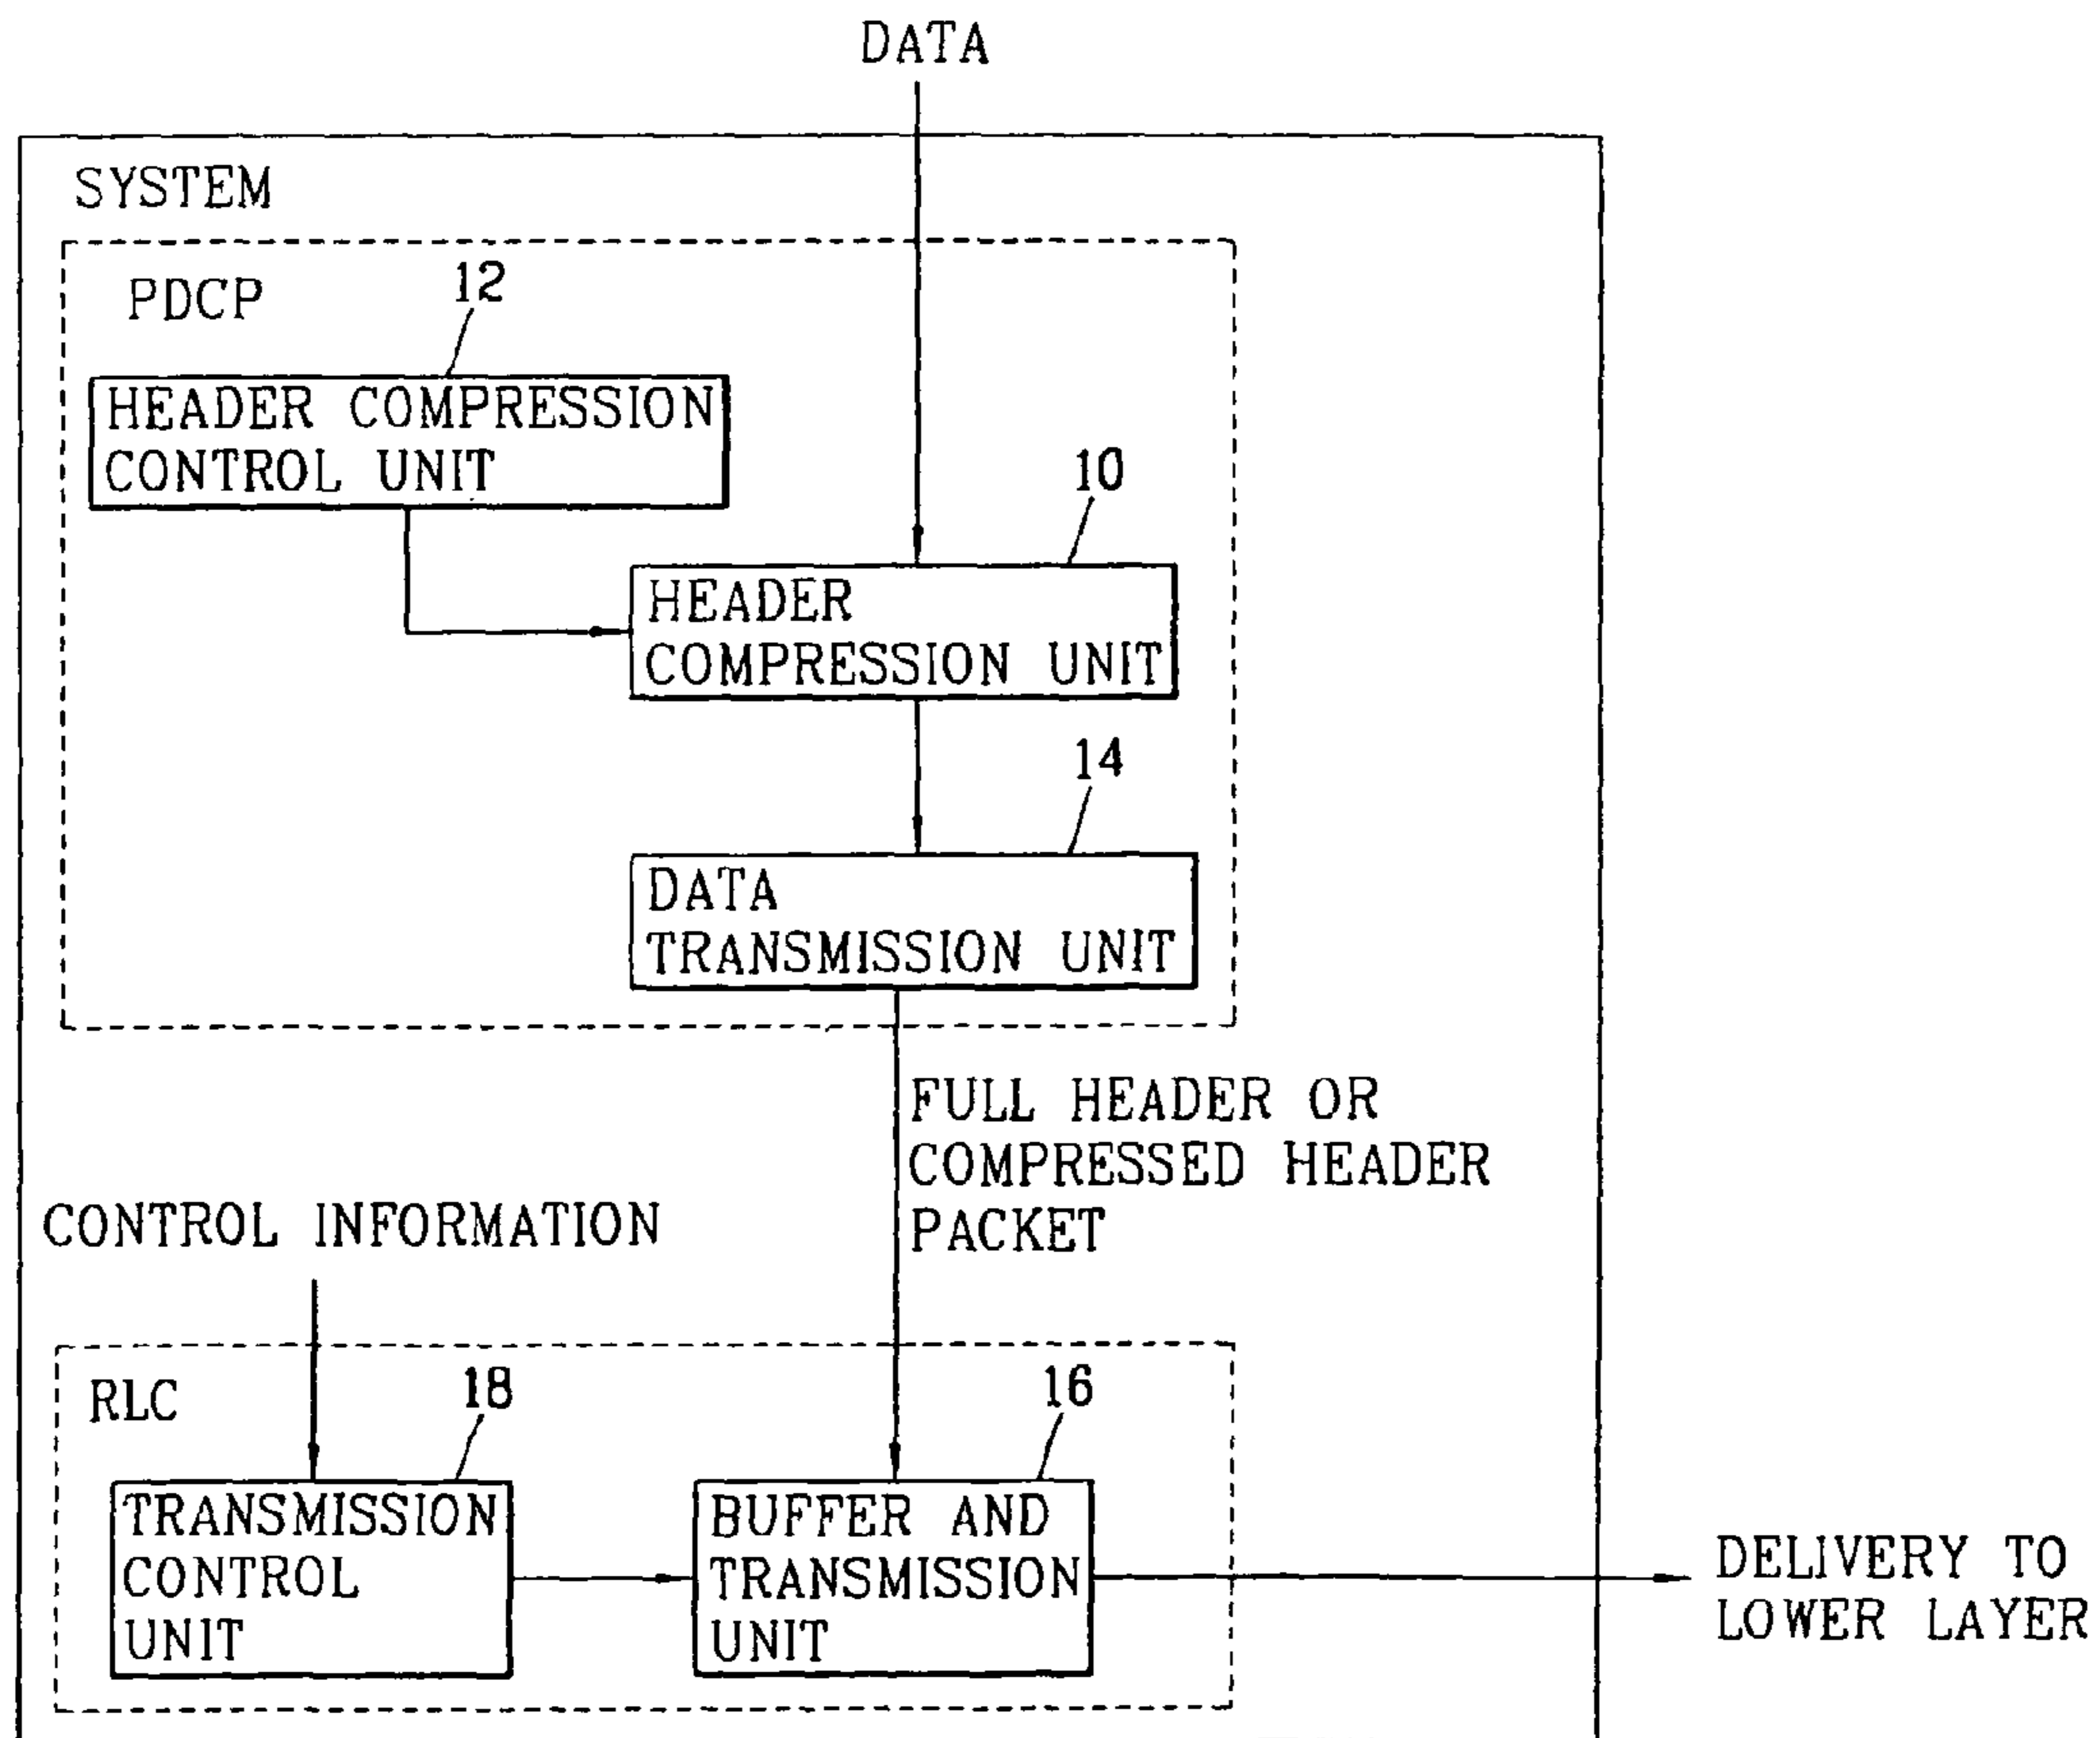 DATA
SYSTEM
PDCP
12
HEADER COMPRESSION
CONTROL UNIT
10
HEADER
COMPRESSION UNIT
14
DATA
TRANSMISSION UNIT
FULL HEADER OR
COMPRESSED HEADER
PACKET
CONTROL INFORMATION
RLC
18
16
TRANSMISSION
CONTROL
UNIT
BUFFER AND
TRANSMISSION
UNIT
DELIVERY TO
LOWER LAYER